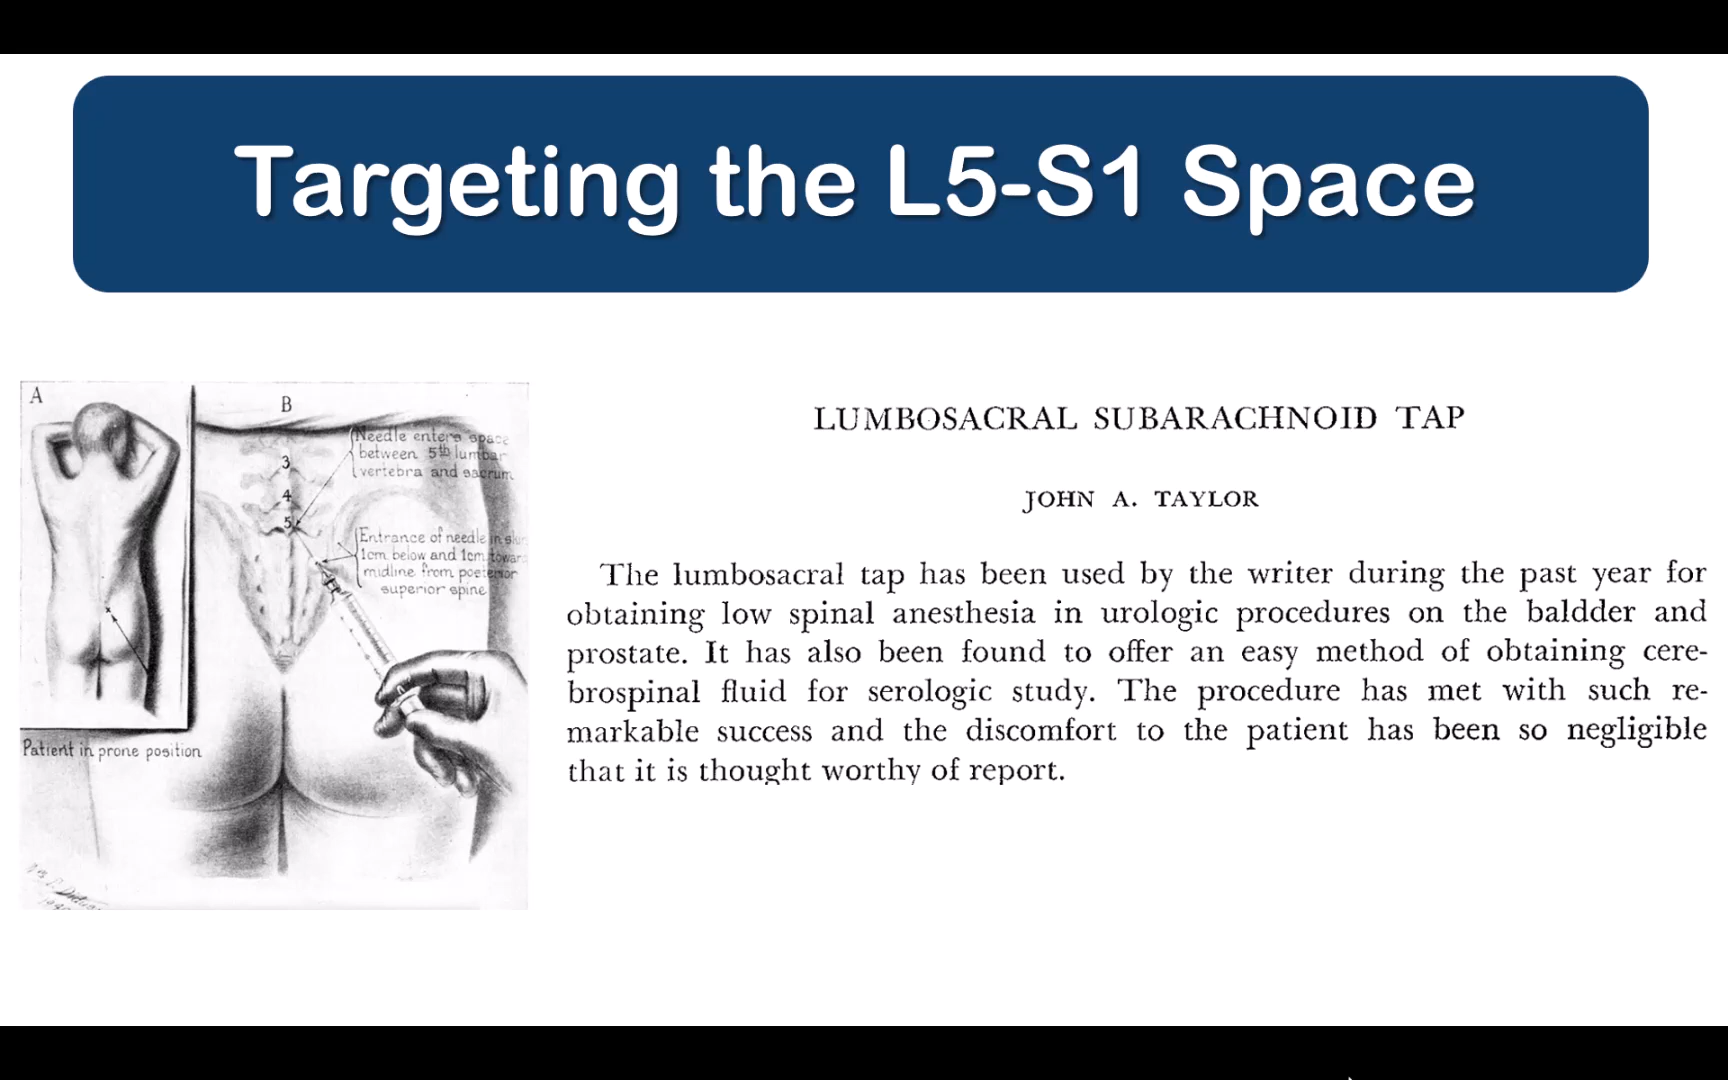 Targeting the L5-S1 Space
A
B
Needle enters space
between 5th lumbar
vertebra and sacrum
3
4
5
Entrance of needle in
1cm below and 1cm
midline from posterior
superior spine
Patient in prone position
LUMBOSACRAL SUBARACHNOID TAP
JOHN A. TAYLOR
The lumbosacral tap has been used by the writer during the past year for
obtaining low spinal anesthesia in urologic procedures on the baldder and
prostate. It has also been found to offer an easy method of obtaining cere-
brospinal fluid for serologic study. The procedure has met with such re-
markable success and the discomfort to the patient has been so negligible
that it is thought worthy of report.